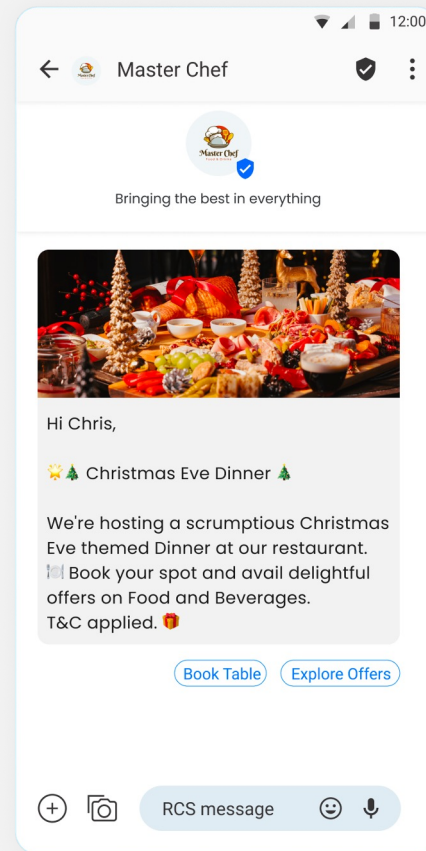 12:00
Master Chef
Master Chef
Bringing the best in everything
Hi Chris,
🌟🎄 Christmas Eve Dinner 🎄
We're hosting a scrumptious Christmas
Eve themed Dinner at our restaurant.
🍽️ Book your spot and avail delightful
offers on Food and Beverages.
T&C applied. 🎁
Book Table
Explore Offers
RCS message